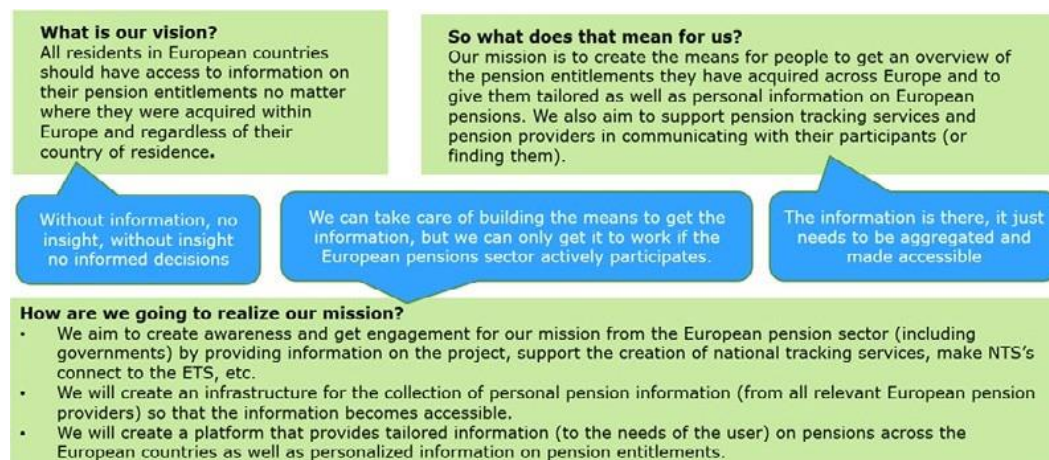 What is our vision?
All residents in European countries
should have access to information on
their pension entitlements no matter
where they were acquired within
Europe and regardless of their
country of residence.
So what does that mean for us?
Our mission is to create the means for people to get an overview of
the pension entitlements they have acquired across Europe and to
give them tailored as well as personal information on European
pensions. We also aim to support pension tracking services and
pension providers in communicating with their participants (or
finding them).
Without information, no
insight, without insight
no informed decisions
We can take care of building the means to get the
information, but we can only get it to work if the
European pensions sector actively participates.
The information is there, it just
needs to be aggregated and
made accessible
How are we going to realize our mission?
• We aim to create awareness and get engagement for our mission from the European pension sector (including
governments) by providing information on the project, support the creation of national tracking services, make NTS's
connect to the ETS, etc.
• We will create an infrastructure for the collection of personal pension information (from all relevant European pension
providers) so that the information becomes accessible.
• We will create a platform that provides tailored information (to the needs of the user) on pensions across the
European countries as well as personalized information on pension entitlements.